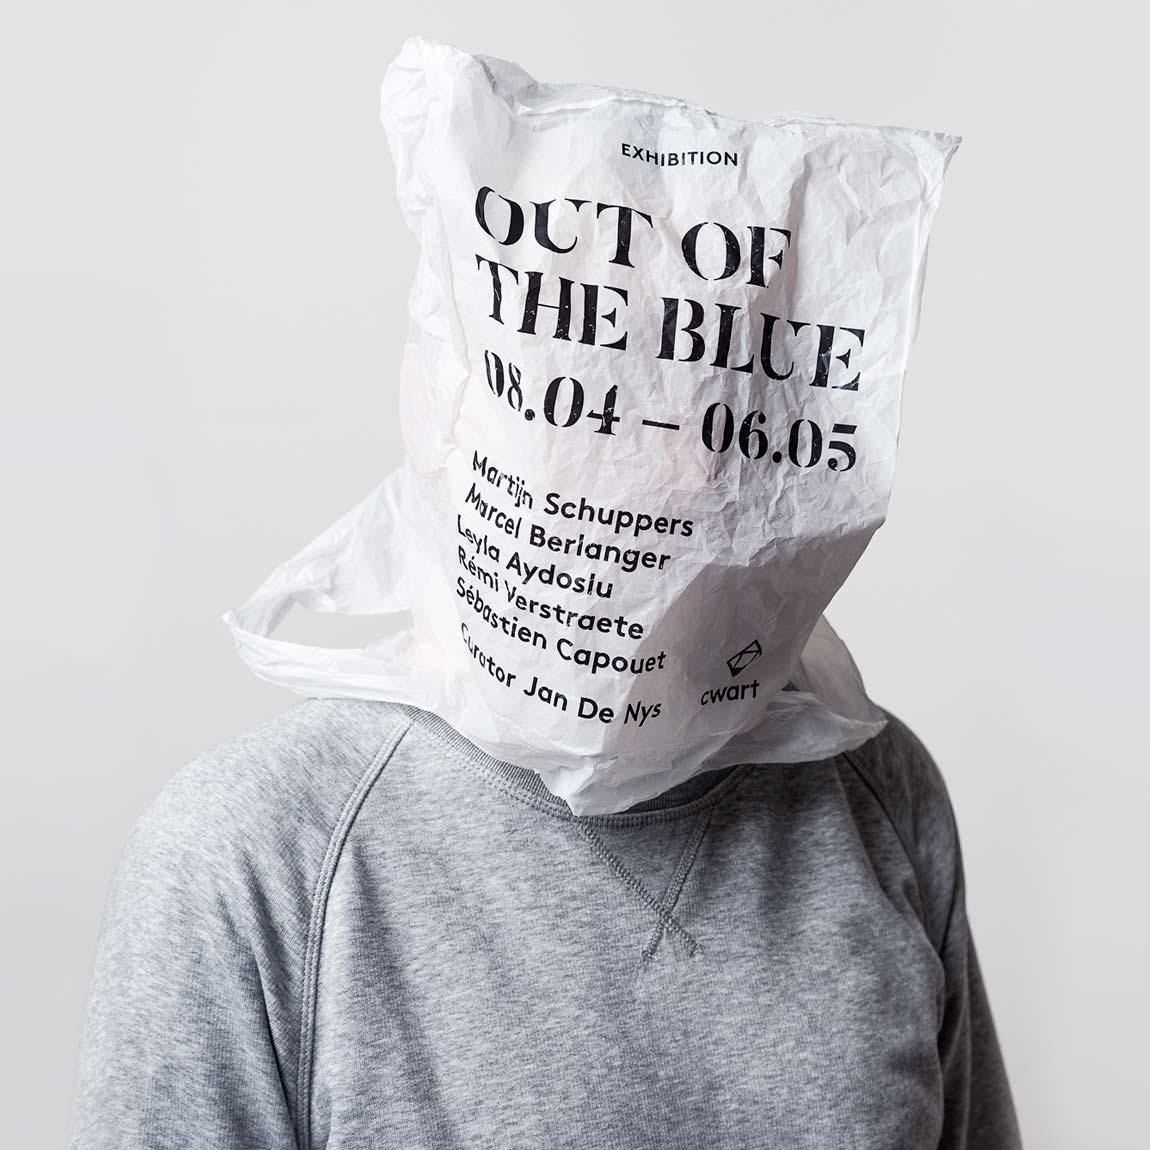 EXHIBITION
OUT OF
THE BLUE
08.04 – 06.05
Martijn Schuppers
Marcel Berlanger
Leyla Aydoslu
Rémi Verstraete
Sébastien Capouet
Curator Jan De Nys
cwart